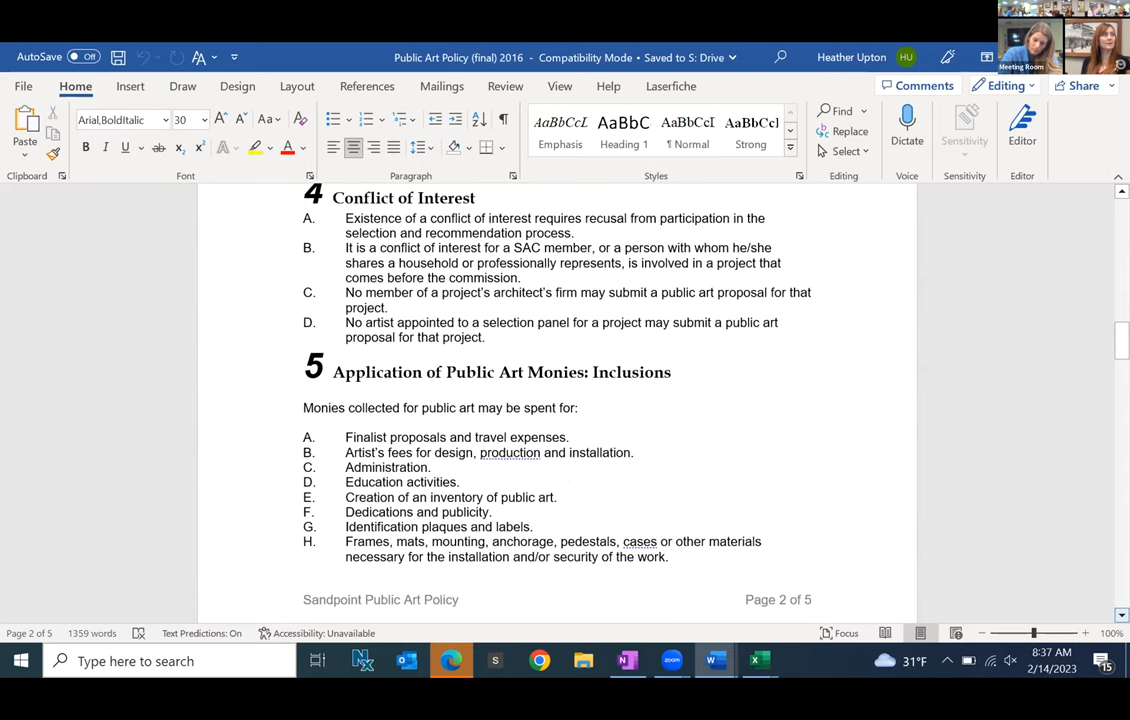 AutoSave Off
Public Art Policy (final) 2016 - Compatibility Mode • Saved to S: Drive
Heather Upton HU
Meeting Room
File Home Insert Draw Design Layout References Mailings Review View Help Laserfiche
Comments Editing Share
Paste
Clipboard
Arial,BoldItalic 30
Font
Paragraph
AaBbCcL AaBbC AaBbCcI AaBbCcl
Emphasis Heading 1 ¶ Normal Strong
Styles
Find
Replace
Select
Editing
Dictate
Voice
Sensitivity
Sensitivity
Editor
Editor
4 Conflict of Interest
A. Existence of a conflict of interest requires recusal from participation in the
selection and recommendation process.
B. It is a conflict of interest for a SAC member, or a person with whom he/she
shares a household or professionally represents, is involved in a project that
comes before the commission.
C. No member of a project's architect's firm may submit a public art proposal for that
project.
D. No artist appointed to a selection panel for a project may submit a public art
proposal for that project.
5 Application of Public Art Monies: Inclusions
Monies collected for public art may be spent for:
A. Finalist proposals and travel expenses.
B. Artist's fees for design, production and installation.
C. Administration.
D. Education activities.
E. Creation of an inventory of public art.
F. Dedications and publicity.
G. Identification plaques and labels.
H. Frames, mats, mounting, anchorage, pedestals, cases or other materials
necessary for the installation and/or security of the work.
Sandpoint Public Art Policy Page 2 of 5
Page 2 of 5 1359 words Text Predictions: On Accessibility: Unavailable Focus 100%
Type here to search
zoom
31°F
8:37 AM
2/14/2023
15